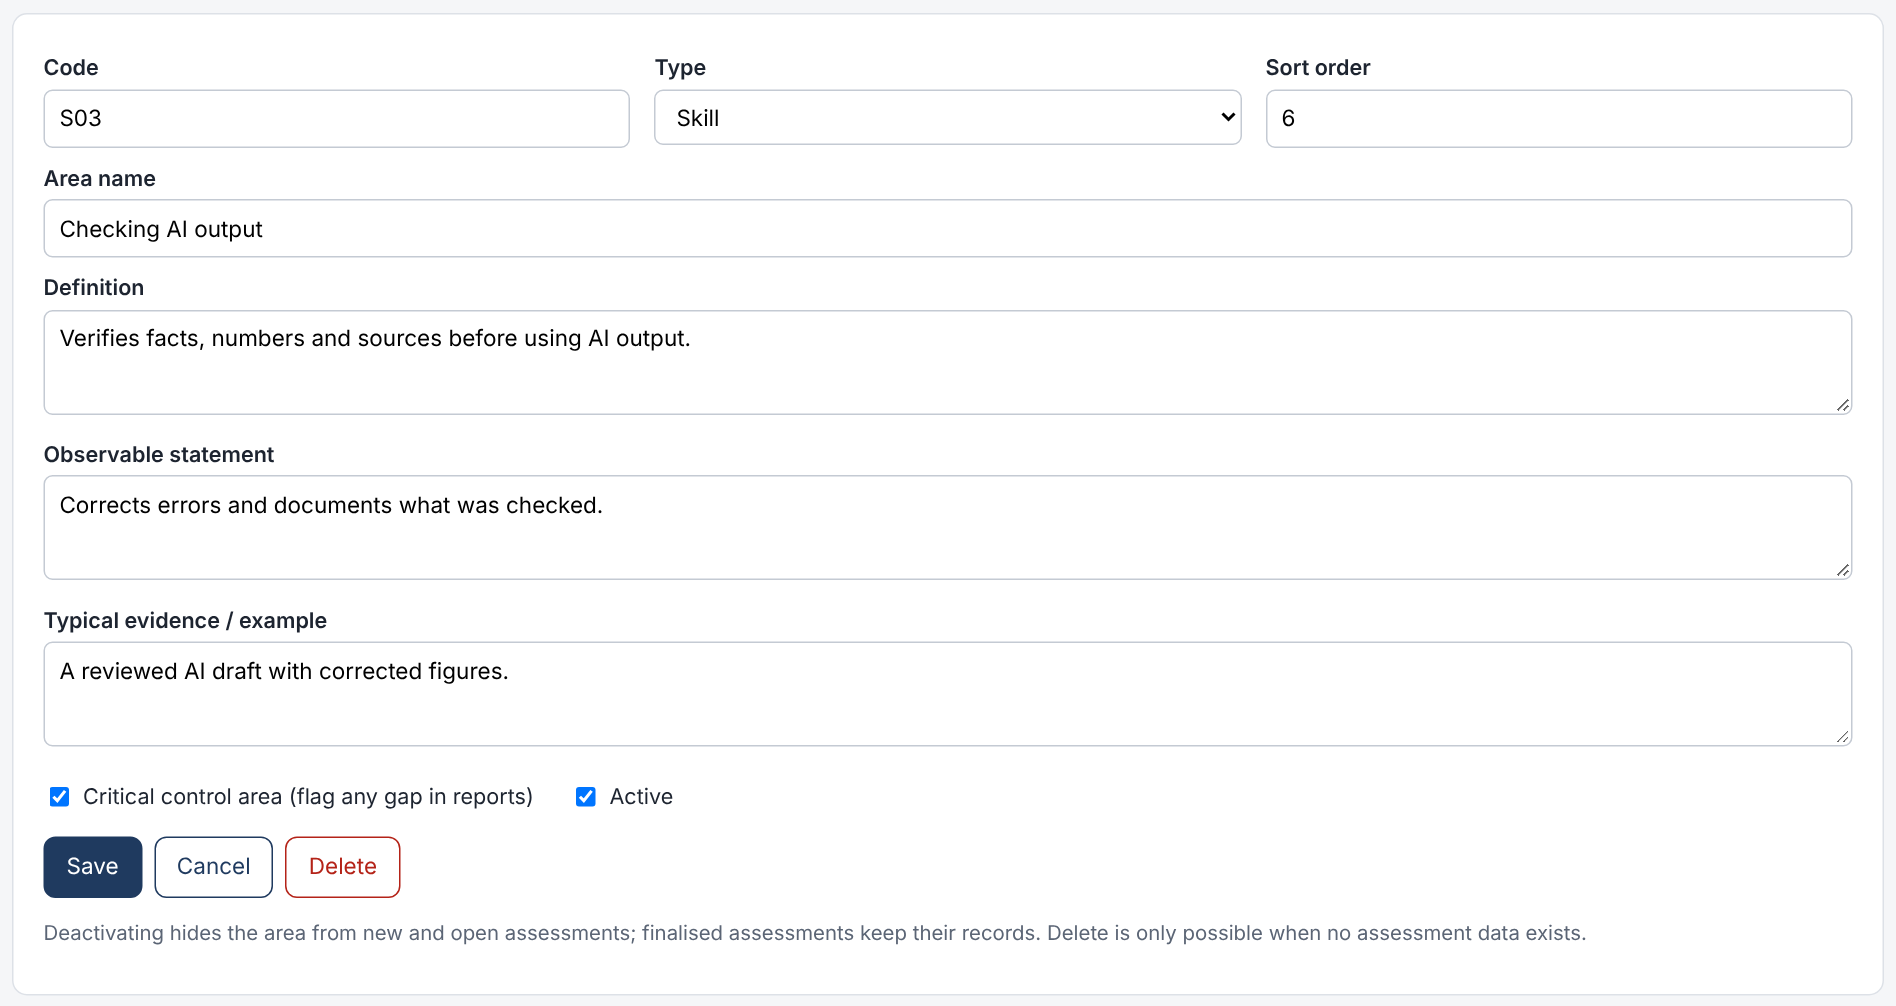 Code
Type
Sort order
S03
Skill
6
Area name
Checking AI output
Definition
Verifies facts, numbers and sources before using AI output.
Observable statement
Corrects errors and documents what was checked.
Typical evidence / example
A reviewed AI draft with corrected figures.
Critical control area (flag any gap in reports)
Active
Save
Cancel
Delete
Deactivating hides the area from new and open assessments; finalised assessments keep their records. Delete is only possible when no assessment data exists.